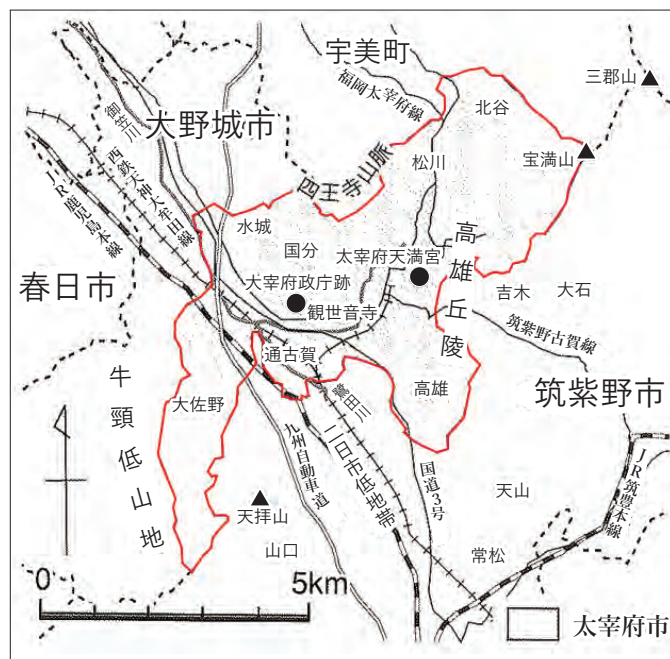 宇美町
三郡山
福岡太宰府線
北谷
御笠川
大野城市
西鉄天神大牟田線
JR鹿児島本線
松川
宝満山
四王寺山脈
水城
国分
太宰府天満宮
高雄丘陵
春日市
大宰府政庁跡
観世音寺
吉木
大石
筑紫野古賀線
通古賀
牛頸低山地
大佐野
鷺田川
高雄
筑紫野市
九州自動車道
二日市低地帯
国道3号
JR筑豊本線
天拝山
天山
山口
常松
0
5km
太宰府市